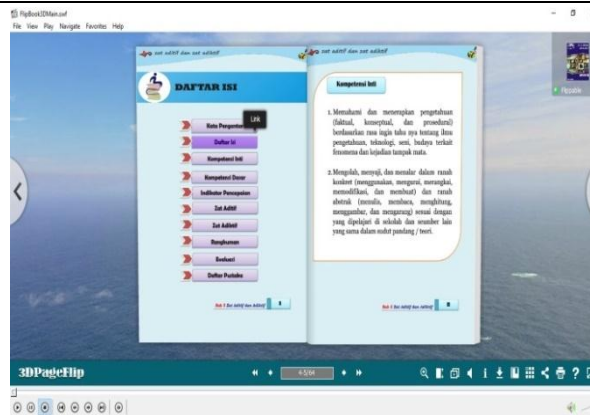 FlipBook3DMain.swf
File View Play Navigate Favorites Help
zat aditif dan zat adiktif
DAFTAR ISI
Kata Pengantar
Link
Daftar Isi
Kompetensi Inti
Kompetensi Dasar
Indikator Pencapaian
Zat Aditif
Zat Adiktif
Rangkuman
Evaluasi
Daftar Pustaka
zat aditif dan zat adiktif
Kompetensi Inti
1. Memahami dan menerapkan pengetahuan
(faktual, konseptual, dan prosedural)
berdasarkan rasa ingin tahu nya tentang ilmu
pengetahuan, teknologi, seni, budaya terkait
fenomena dan kejadian tampak mata.
2. Mengolah, menyaji, dan menalar dalam ranah
konkret (menggunakan, mengurai, merangkai,
memodifikasi, dan membuat) dan ranah
abstrak (menulis, membaca, menghitung,
menggambar, dan mengarang) sesuai dengan
yang dipelajari di sekolah dan sumber lain
yang sama dalam sudut pandang / teori.
Flippable
3DPageFlip
4-5/64